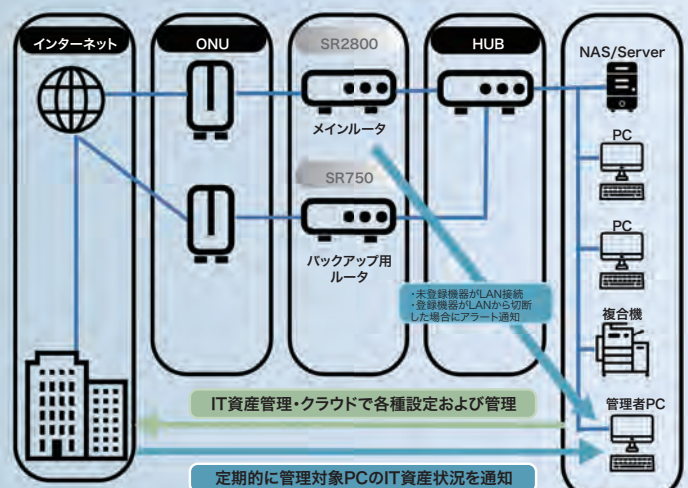 インターネット
ONU
SR2800
HUB
NAS/Server
メインルータ
PC
SR750
PC
バックアップ用
ルータ
・未登録機器がLAN接続
・登録機器がLANから切断
した場合にアラート通知
複合機
IT資産管理・クラウドで各種設定および管理
管理者PC
定期的に管理対象PCのIT資産状況を通知